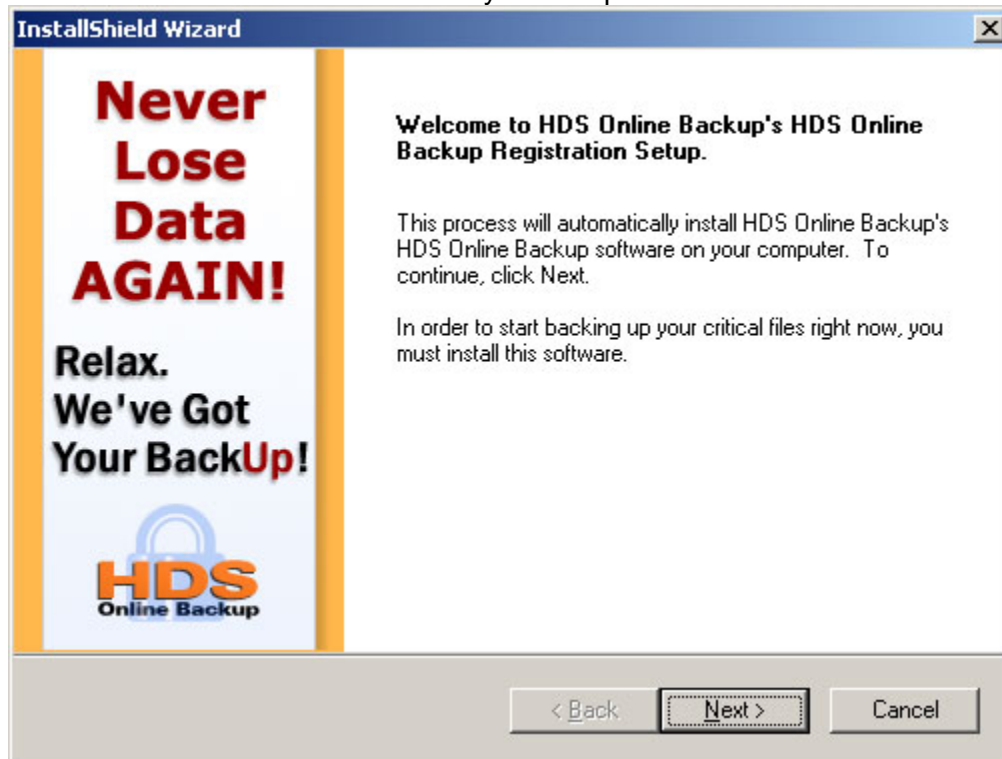 InstallShield Wizard
Never
Lose
Data
AGAIN!
Relax.
We've Got
Your BackUp!
HDS
Online Backup
Welcome to HDS Online Backup's HDS Online
Backup Registration Setup.
This process will automatically install HDS Online Backup's
HDS Online Backup software on your computer. To
continue, click Next.
In order to start backing up your critical files right now, you
must install this software.
< Back
Next >
Cancel